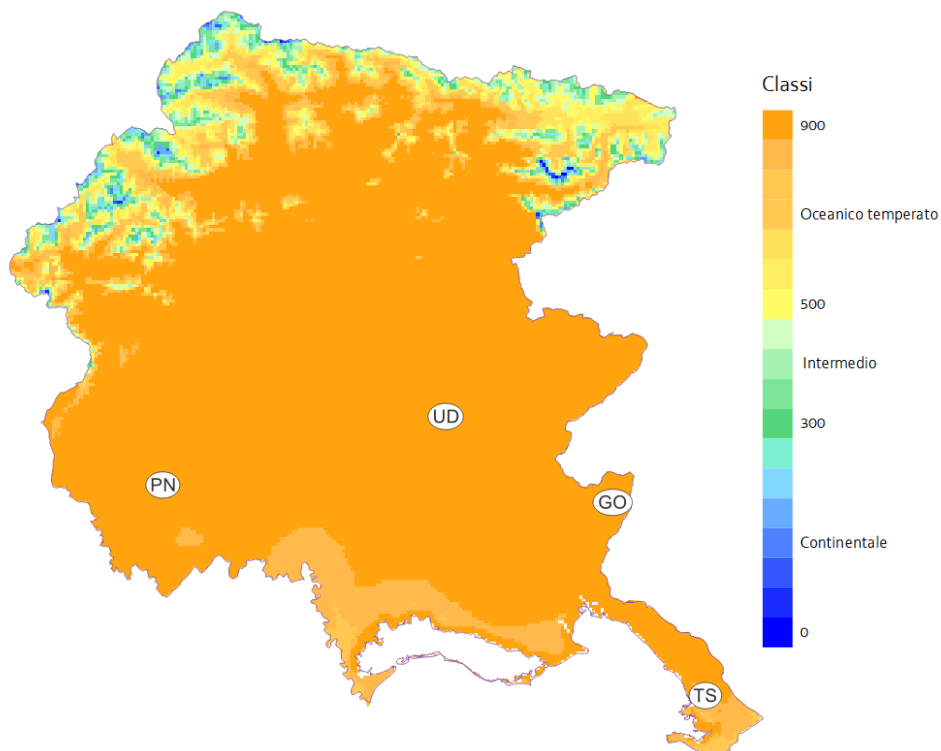 Classi
900
Oceanico temperato
500
Intermedio
300
Continentale
0
UD
PN
GO
TS